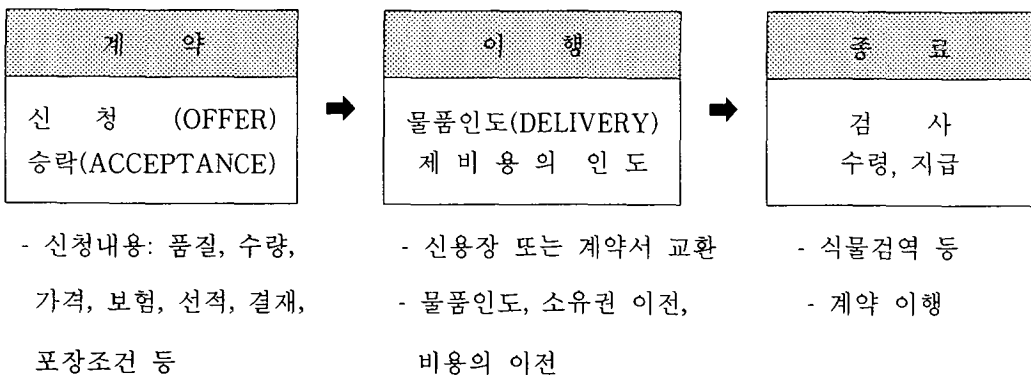 계 약
신 청 (OFFER)
승락(ACCEPTANCE)
- 신청내용: 품질, 수량,
가격, 보험, 선적, 결재,
포장조건 등
이 행
물품인도(DELIVERY)
제 비 용 의 인 도
- 신용장 또는 계약서 교환
- 물품인도, 소유권 이전,
비용의 이전
종 료
검 사
수령, 지급
- 식물검역 등
- 계약 이행